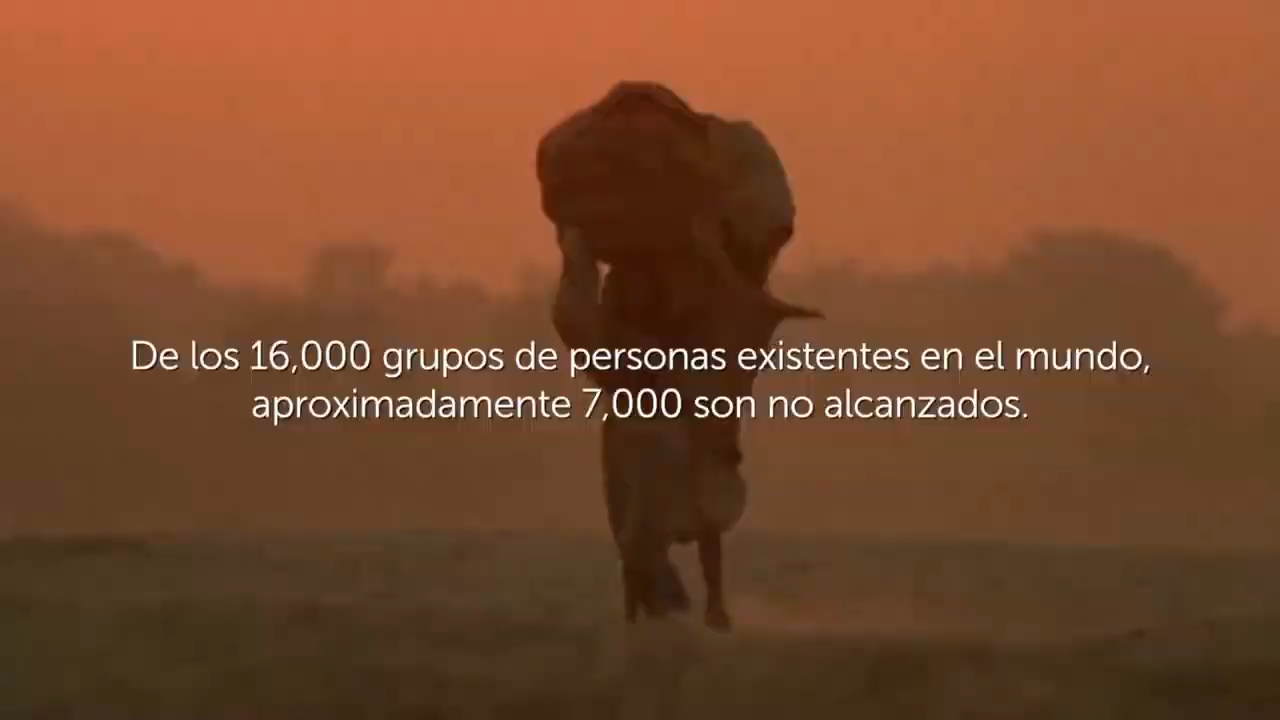 De los 16,000 grupos de personas existentes en el mundo,
aproximadamente 7,000 son no alcanzados.